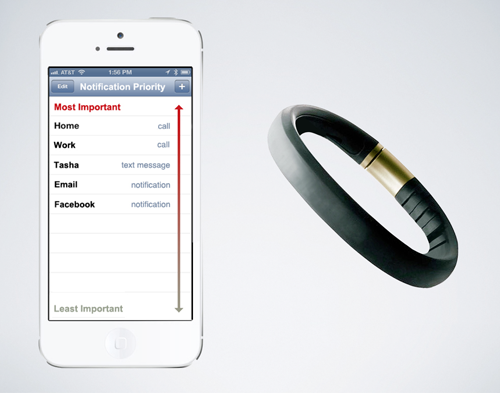 AT&T 1:56 PM
Edit Notification Priority +
Most Important
Home call
Work call
Tasha text message
Email notification
Facebook notification
Least Important